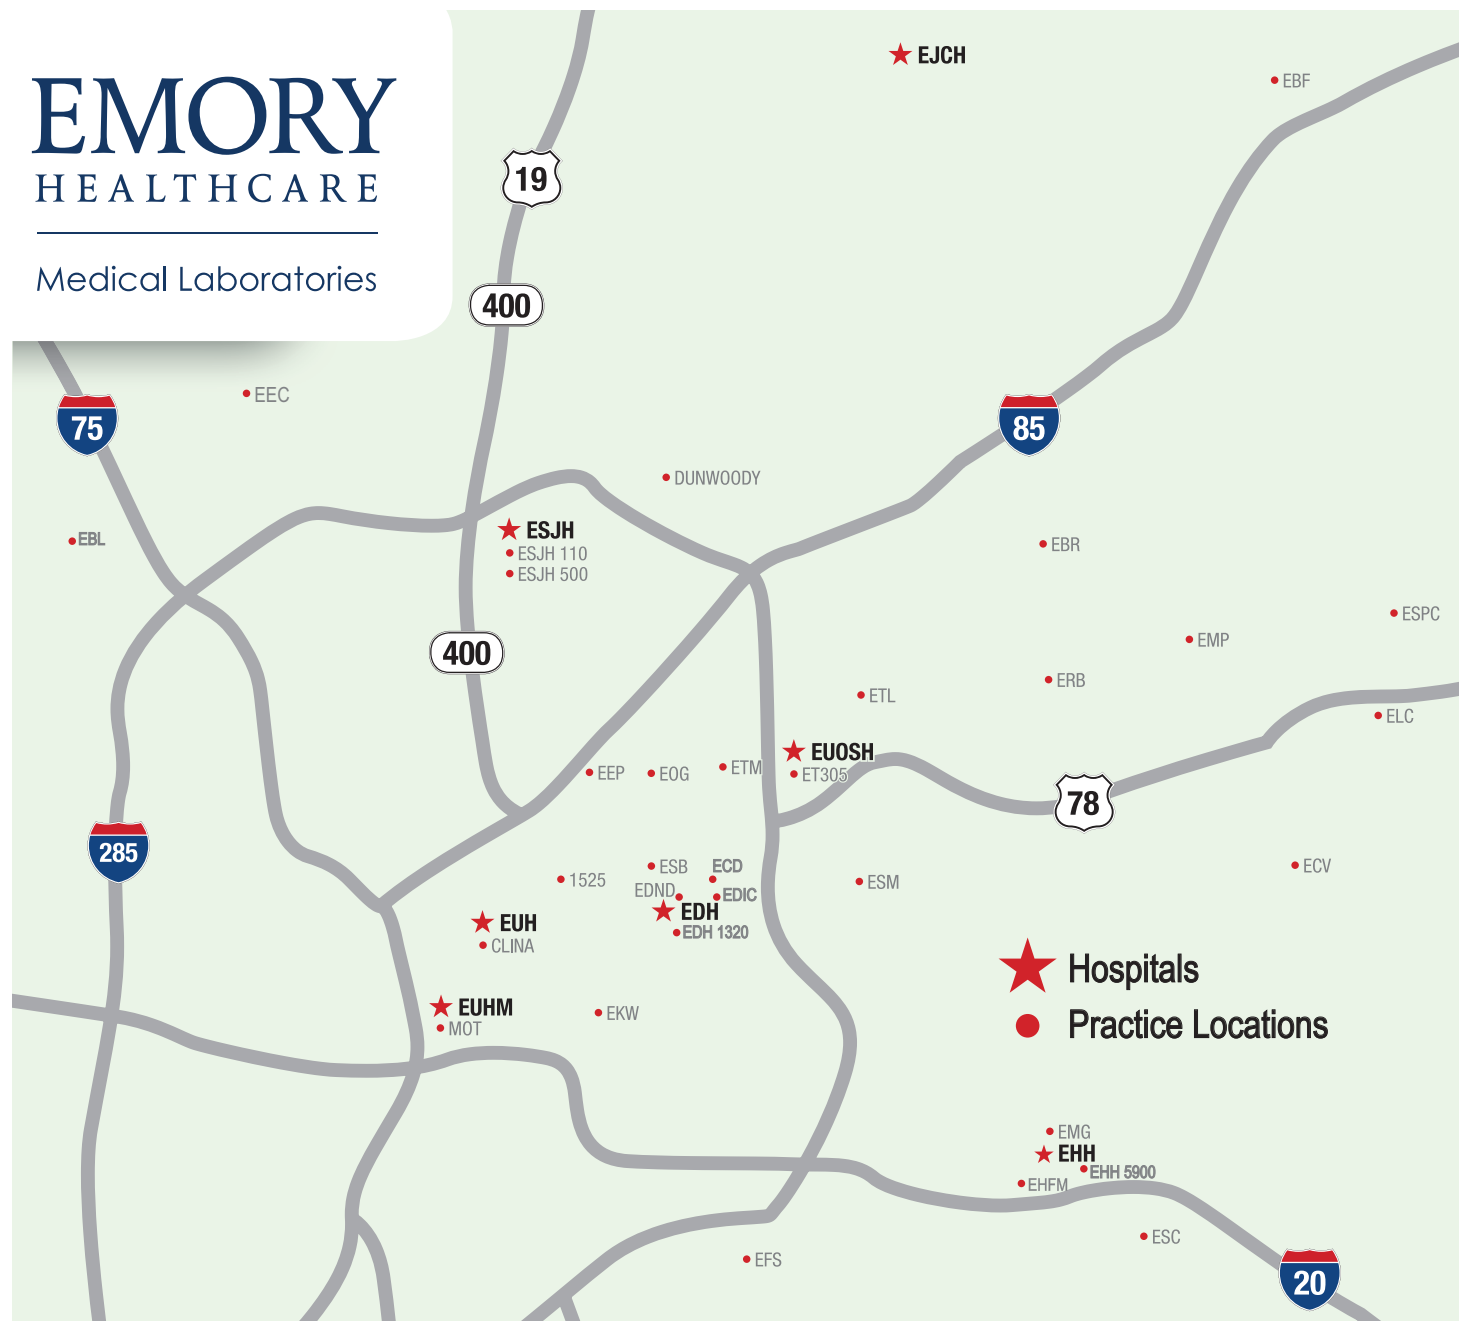 EMORY
HEALTHCARE
Medical Laboratories
EJCH
EBF
19
400
EEC
75
85
DUNWOODY
ESJH
EBL
EBR
ESJH 110
ESJH 500
ESPC
EMP
400
ERB
ETL
ELC
EUOSH
ETM
EEP
EOG
ET305
78
285
ESB
ECD
ECV
1525
ESM
EDND
EDIC
EDH
EUH
EDH 1320
CLINA
Hospitals
EUHM
EKW
Practice Locations
MOT
EMG
EHH
EHH 5900
EHFM
ESC
EFS
20